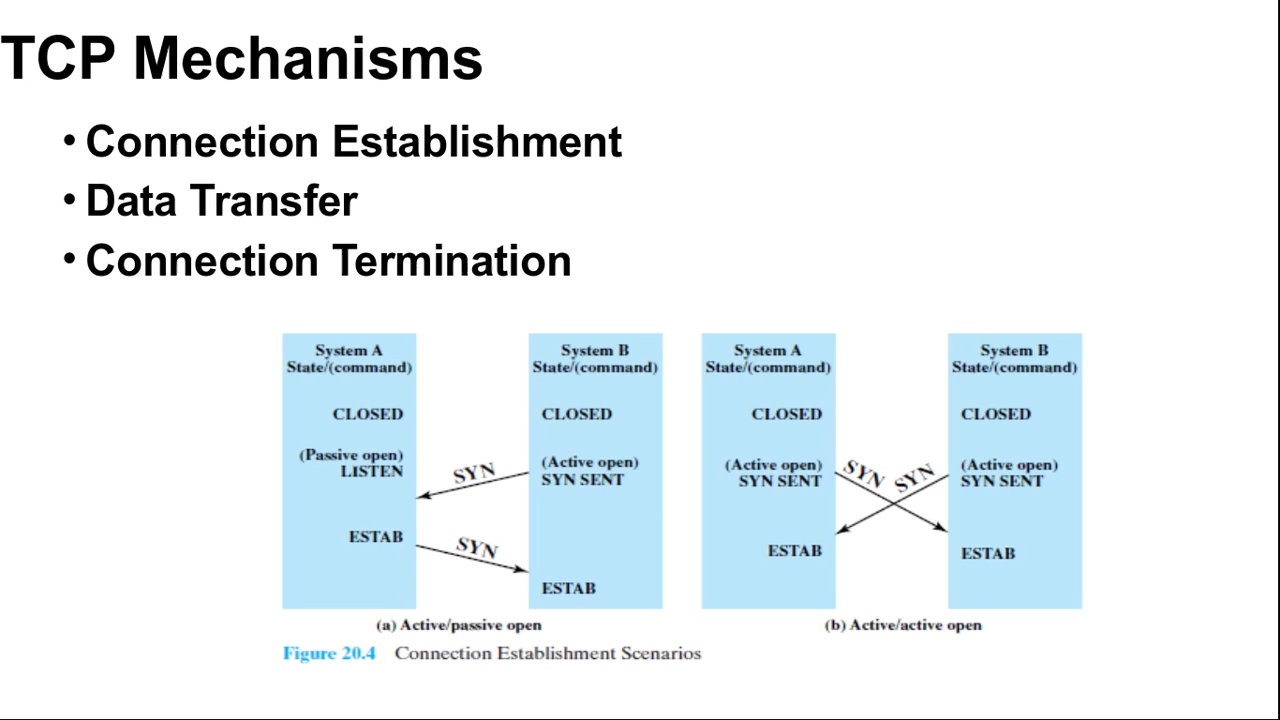 TCP Mechanisms
• Connection Establishment
• Data Transfer
• Connection Termination
System A
State/(command)
CLOSED
(Passive open)
LISTEN
ESTAB
SYN
SYN
System B
State/(command)
CLOSED
(Active open)
SYN SENT
ESTAB
(a) Active/passive open
System A
State/(command)
CLOSED
(Active open)
SYN SENT
ESTAB
SYN
SYN
System B
State/(command)
CLOSED
(Active open)
SYN SENT
ESTAB
(b) Active/active open
Figure 20.4 Connection Establishment Scenarios